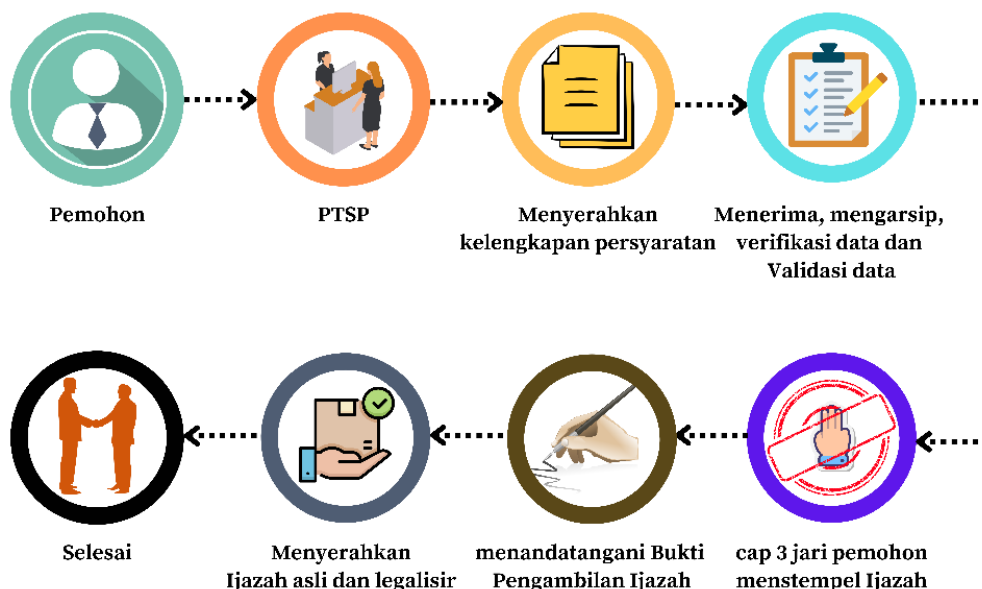 Pemohon
PTSP
Menyerahkan
kelengkapan persyaratan
Menerima, mengarsip,
verifikasi data dan
Validasi data
cap 3 jari pemohon
menstempel Ijazah
menandatangani Bukti
Pengambilan Ijazah
Menyerahkan
Ijazah asli dan legalisir
Selesai